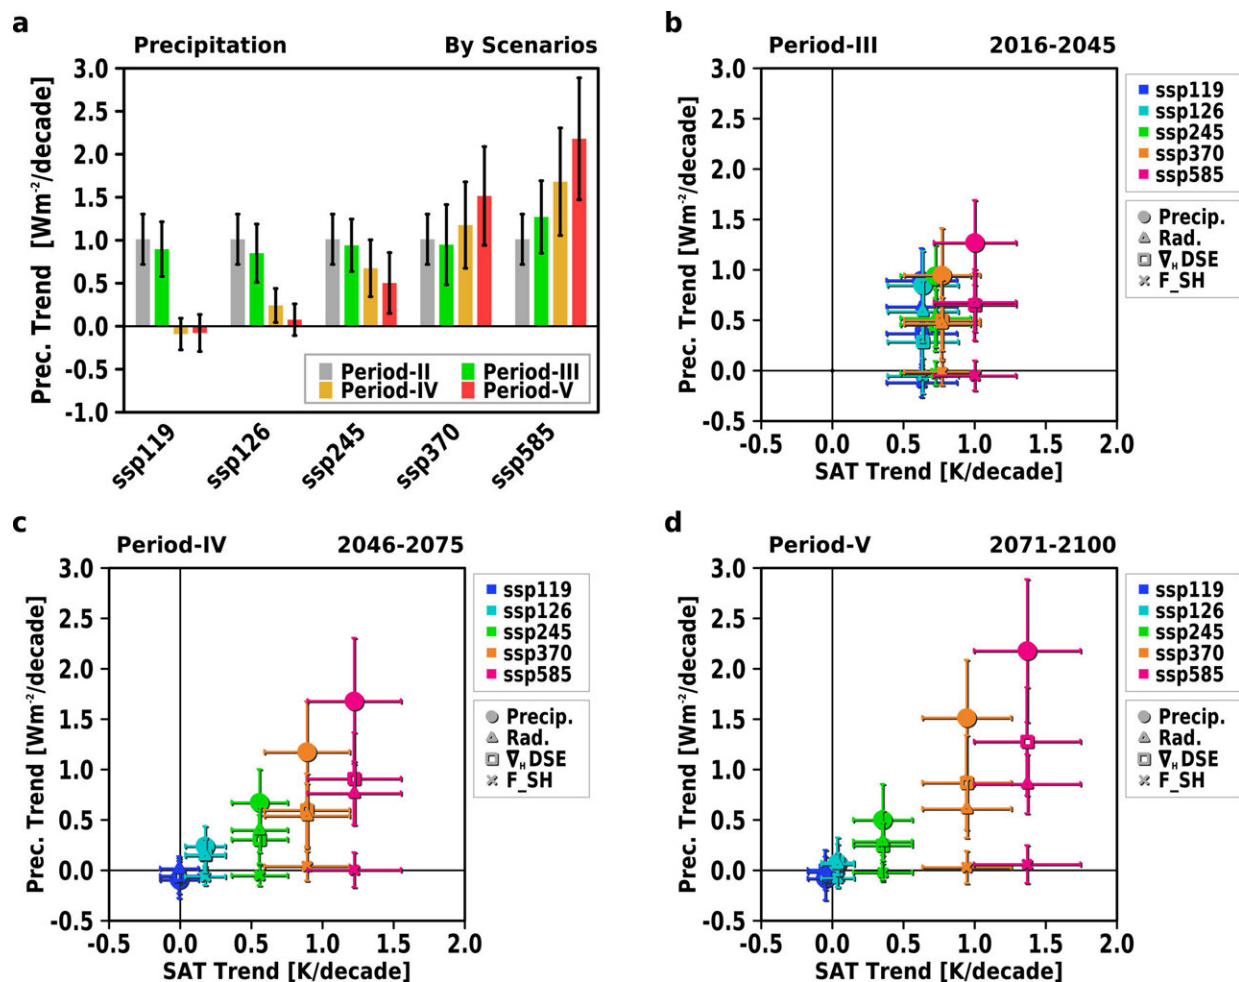 a
Precipitation By Scenarios
Prec. Trend [Wm⁻²/decade]
3.0
2.5
2.0
1.5
1.0
0.5
0.0
-0.5
-1.0
Period-II Period-III
Period-IV Period-V
ssp119 ssp126 ssp245 ssp370 ssp585
b
Period-III 2016-2045
Prec. Trend [Wm⁻²/decade]
3.0
2.5
2.0
1.5
1.0
0.5
0.0
-0.5
-0.5 0.0 0.5 1.0 1.5 2.0
SAT Trend [K/decade]
ssp119
ssp126
ssp245
ssp370
ssp585
Precip.
Rad.
∇ₕDSE
F_SH
c
Period-IV 2046-2075
Prec. Trend [Wm⁻²/decade]
3.0
2.5
2.0
1.5
1.0
0.5
0.0
-0.5
-0.5 0.0 0.5 1.0 1.5 2.0
SAT Trend [K/decade]
ssp119
ssp126
ssp245
ssp370
ssp585
Precip.
Rad.
∇ₕDSE
F_SH
d
Period-V 2071-2100
Prec. Trend [Wm⁻²/decade]
3.0
2.5
2.0
1.5
1.0
0.5
0.0
-0.5
-0.5 0.0 0.5 1.0 1.5 2.0
SAT Trend [K/decade]
ssp119
ssp126
ssp245
ssp370
ssp585
Precip.
Rad.
∇ₕDSE
F_SH